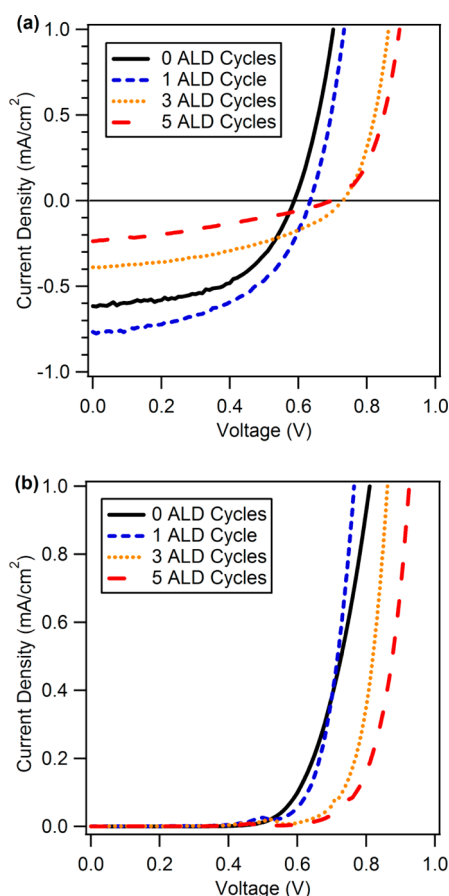 (a)
1.0
0.5
0.0
-0.5
-1.0
Current Density (mA/cm²)
0 ALD Cycles
1 ALD Cycle
3 ALD Cycles
5 ALD Cycles
0.0 0.2 0.4 0.6 0.8 1.0
Voltage (V)
(b)
1.0
0.8
0.6
0.4
0.2
0.0
Current Density (mA/cm²)
0 ALD Cycles
1 ALD Cycle
3 ALD Cycles
5 ALD Cycles
0.0 0.2 0.4 0.6 0.8 1.0
Voltage (V)